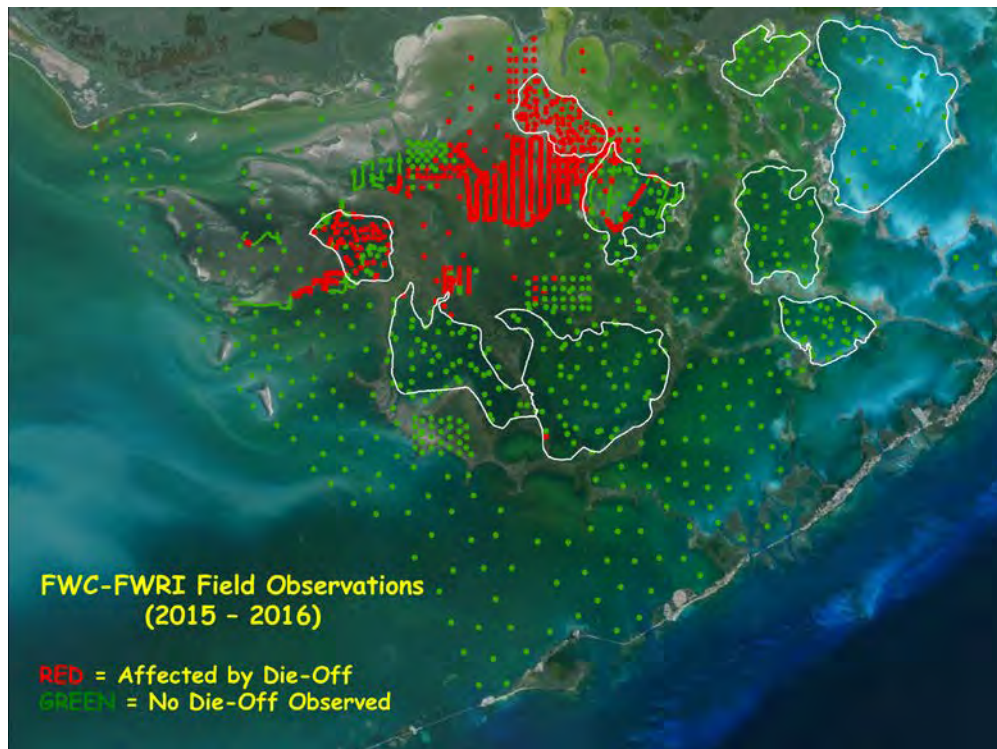 FWC-FWRI Field Observations
(2015 – 2016)
RED = Affected by Die-Off
GREEN = No Die-Off Observed